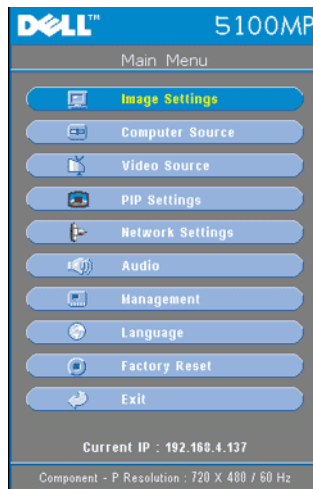 DELL™ 5100MP
Main Menu
Image Settings
Computer Source
Video Source
PIP Settings
Network Settings
Audio
Management
Language
Factory Reset
Exit
Current IP : 192.168.4.137
Component - P Resolution : 720 X 480 / 60 Hz